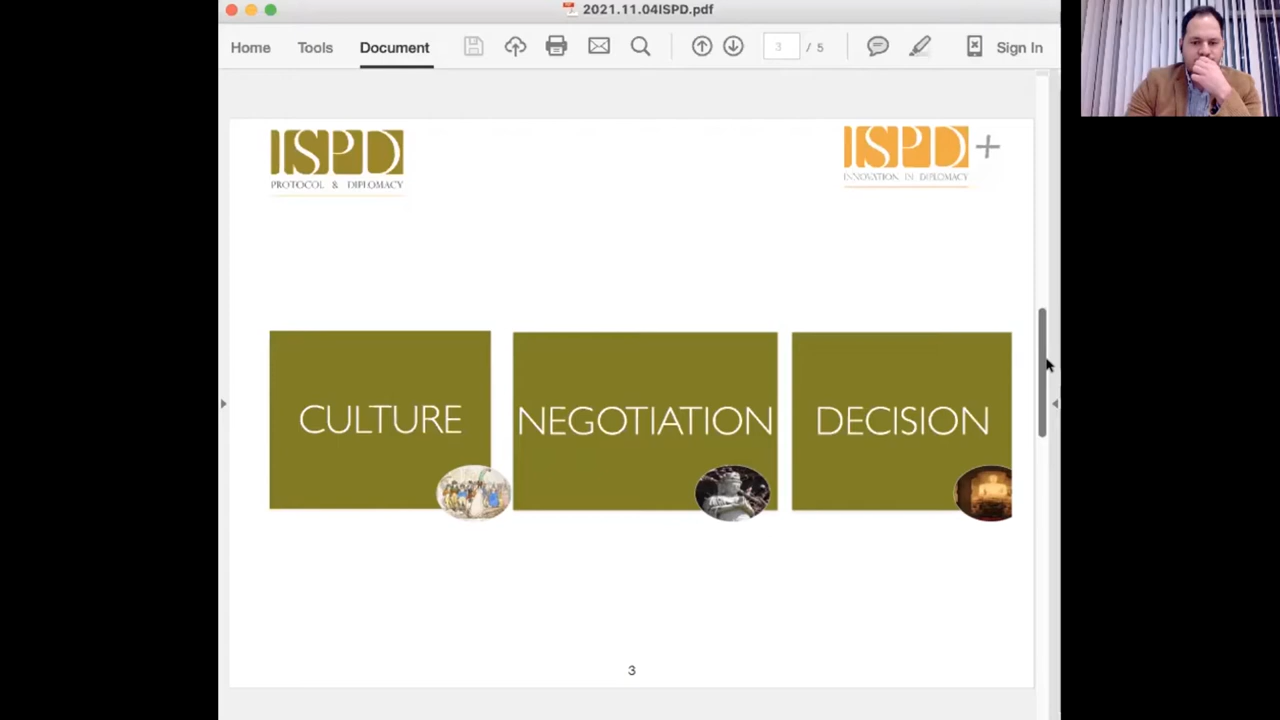 2021.11.04ISPD.pdf
Home Tools Document 3 / 5 Sign In
ISPD
PROTOCOL & DIPLOMACY
ISPD+
INNOVATION IN DIPLOMACY
CULTURE
NEGOTIATION
DECISION
3